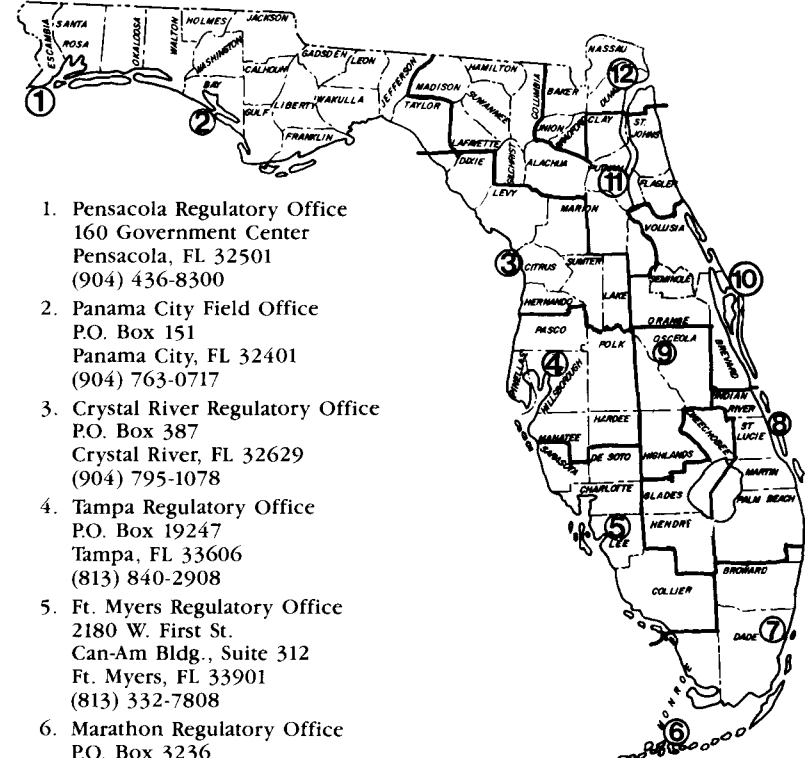 SANTA
ROSA
ESCAMBIA
OKALOOSA
WALTON
HOLMES
JACKSON
WASHINGTON
BAY
CALHOUN
GULF
GADSDEN
LIBERTY
LEON
WAKULLA
FRANKLIN
JEFFERSON
MADISON
TAYLOR
HAMILTON
SUWANNEE
LAFAYETTE
DIXIE
COLUMBIA
GILCHRIST
BAKER
UNION
BRADFORD
ALACHUA
LEVY
NASSAU
DUVAL
CLAY
ST.
JOHNS
PUTNAM
FLAGLER
MARION
VOLUSIA
CITRUS
SUMTER
LAKE
HERNANDO
SEMINOLE
ORANGE
PASCO
POLK
OSCEOLA
BREVARD
PINELLAS
HILLSBOROUGH
INDIAN
RIVER
HARDEE
OKEECHOBEE
ST
LUCIE
MANATEE
SARASOTA
DE SOTO
HIGHLANDS
MARTIN
CHARLOTTE
GLADES
PALM BEACH
LEE
HENDRY
COLLIER
BROWARD
DADE
MONROE
1
2
3
4
5
6
7
8
9
10
11
12
1. Pensacola Regulatory Office
160 Government Center
Pensacola, FL 32501
(904) 436-8300
2. Panama City Field Office
P.O. Box 151
Panama City, FL 32401
(904) 763-0717
3. Crystal River Regulatory Office
P.O. Box 387
Crystal River, FL 32629
(904) 795-1078
4. Tampa Regulatory Office
P.O. Box 19247
Tampa, FL 33606
(813) 840-2908
5. Ft. Myers Regulatory Office
2180 W. First St.
Can-Am Bldg., Suite 312
Ft. Myers, FL 33901
(813) 332-7808
6. Marathon Regulatory Office
P.O. Box 3236